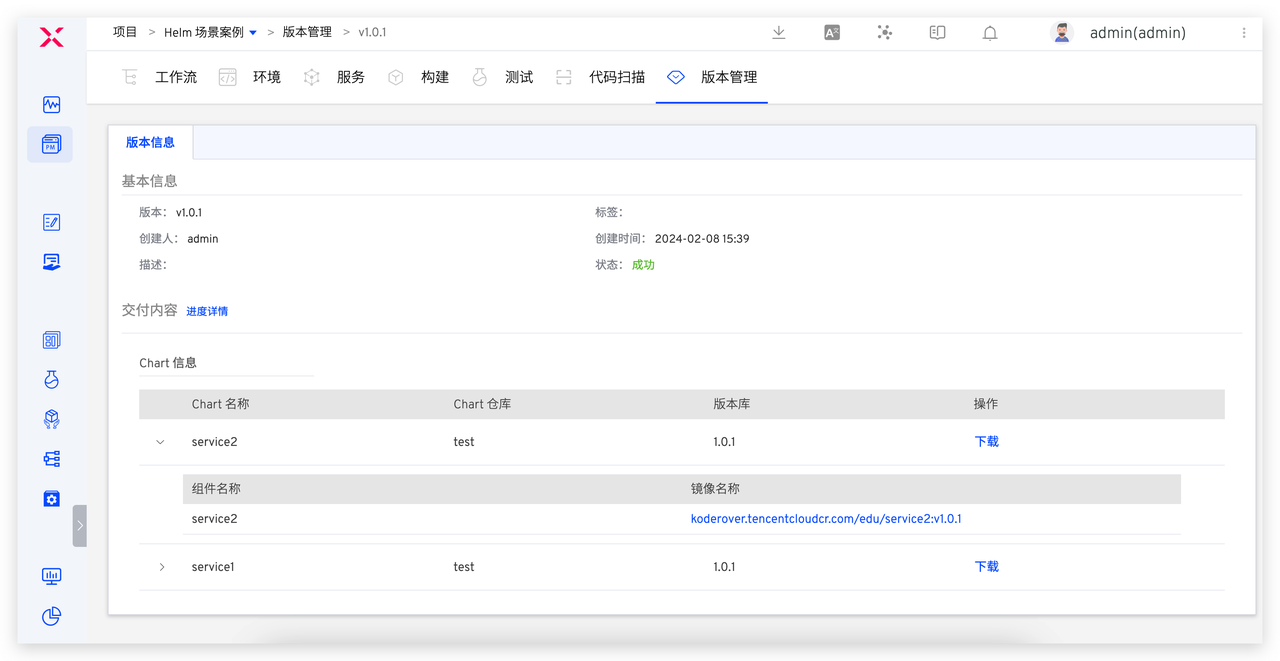 项目 > Helm 场景案例 > 版本管理 > v1.0.1
admin(admin)
工作流 环境 服务 构建 测试 代码扫描 版本管理
PM
版本信息
基本信息
版本： v1.0.1 标签：
创建人： admin 创建时间： 2024-02-08 15:39
描述： 状态： 成功
交付内容 进度详情
Chart 信息
Chart 名称 Chart 仓库 版本库 操作
service2 test 1.0.1 下载
组件名称 镜像名称
service2 koderover.tencentcloudcr.com/edu/service2:v1.0.1
service1 test 1.0.1 下载